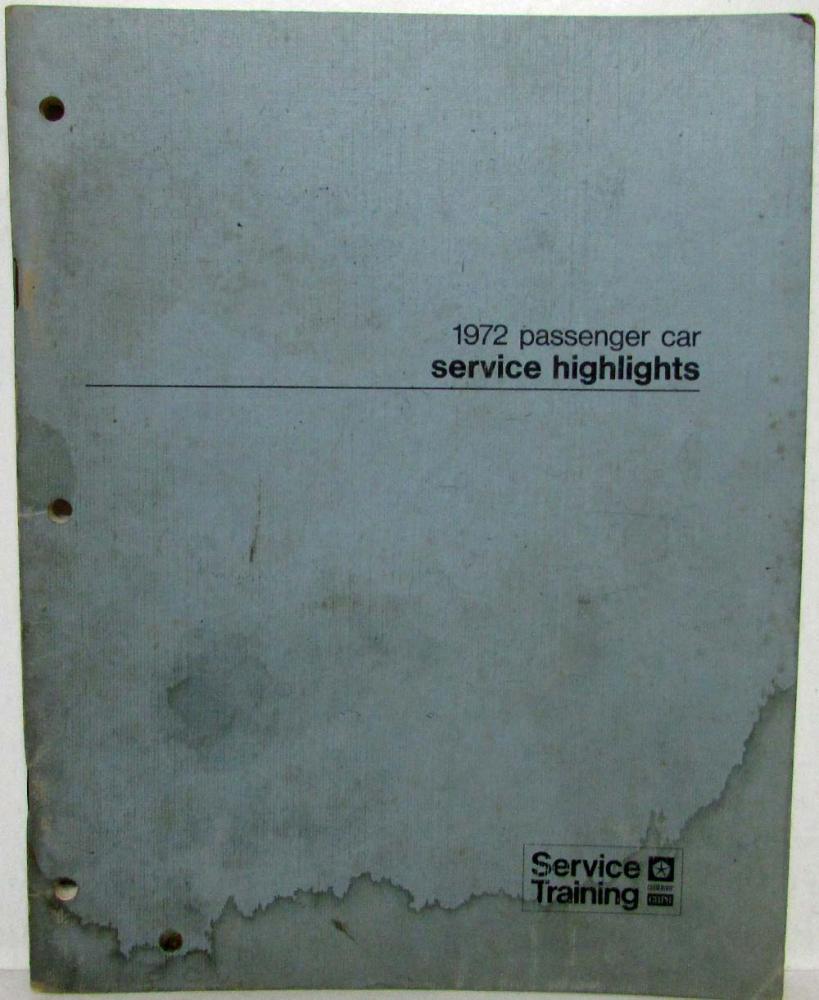 1972 passenger car
service highlights
Service
Training